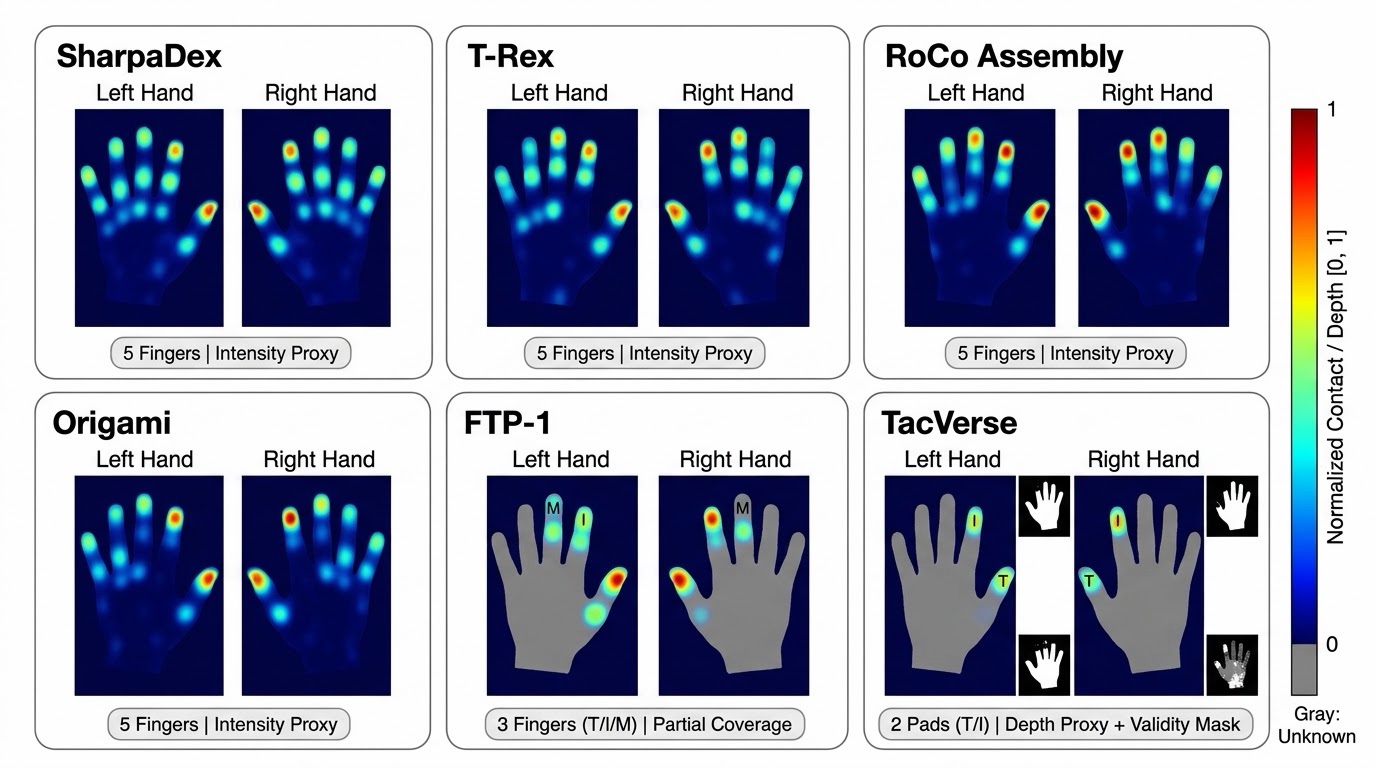 SharpaDex
Left Hand
Right Hand
5 Fingers | Intensity Proxy
T-Rex
Left Hand
Right Hand
5 Fingers | Intensity Proxy
RoCo Assembly
Left Hand
Right Hand
5 Fingers | Intensity Proxy
Origami
Left Hand
Right Hand
5 Fingers | Intensity Proxy
FTP-1
Left Hand
Right Hand
M
I
M
3 Fingers (T/I/M) | Partial Coverage
TacVerse
Left Hand
Right Hand
I
T
I
T
2 Pads (T/I) | Depth Proxy + Validity Mask
1
Normalized Contact / Depth [0, 1]
0
Gray:
Unknown